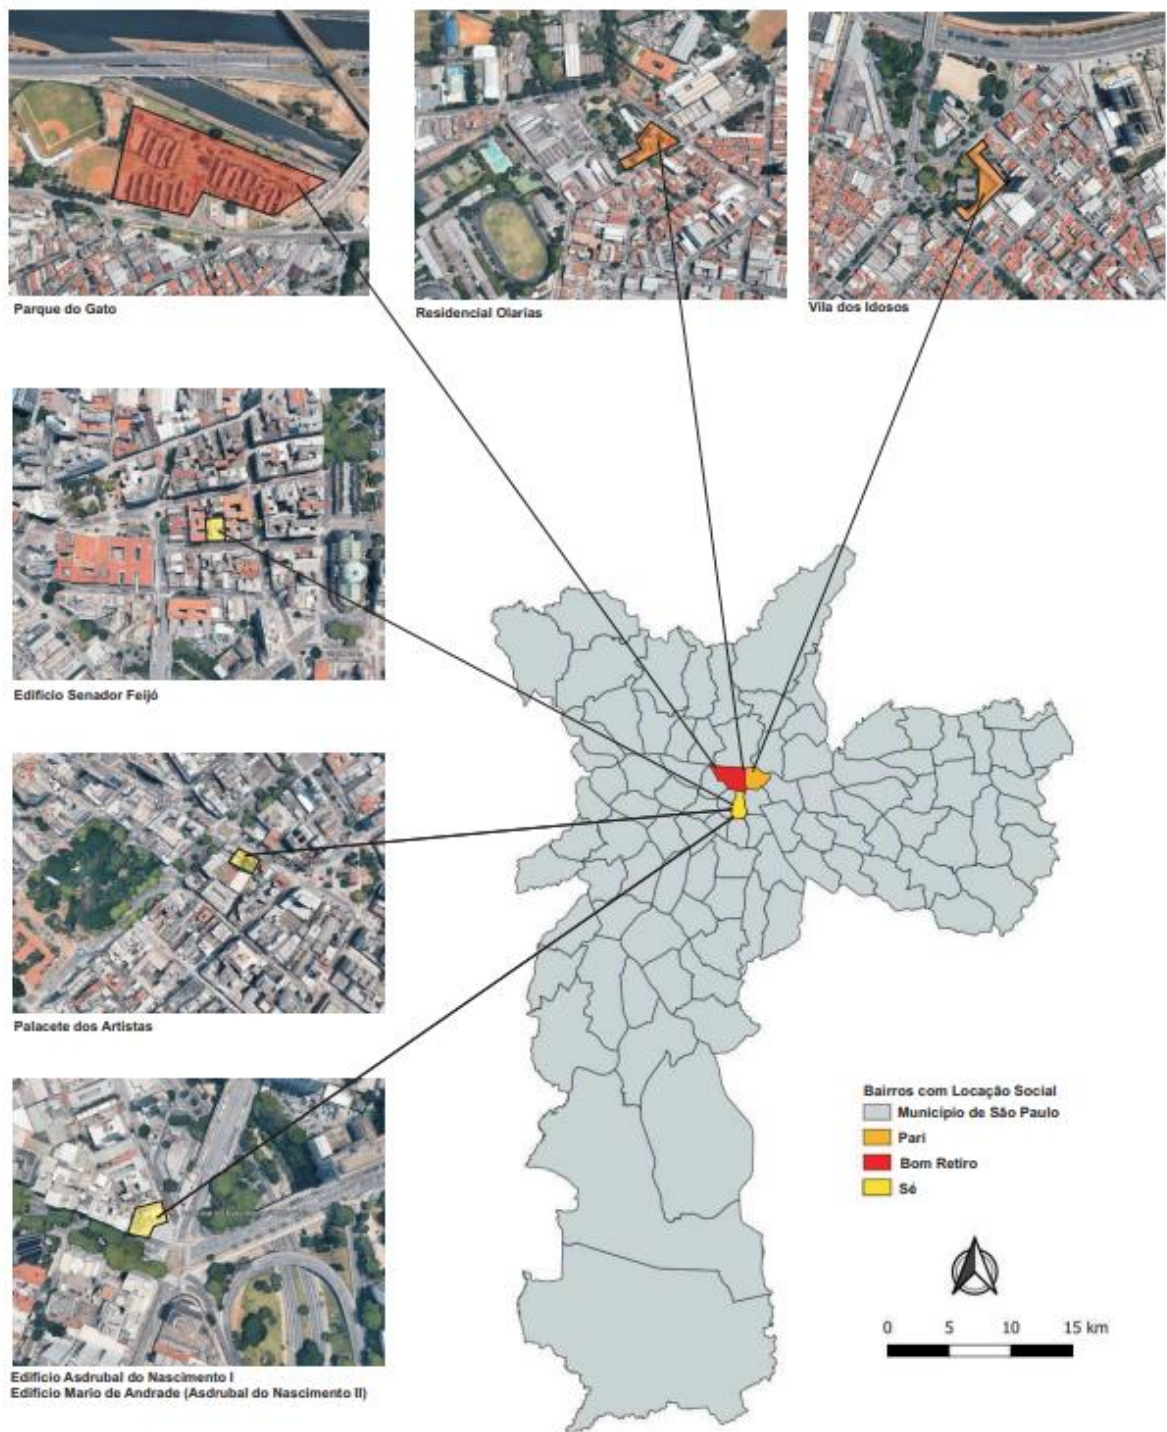 Parque do Gato
Residencial Olarias
Vila dos Idosos
Edifício Senador Feijó
Palacete dos Artistas
Edifício Asdrubal do Nascimento I
Edifício Mario de Andrade (Asdrubal do Nascimento II)
Bairros com Locação Social
Município de São Paulo
Pari
Bom Retiro
Sé
0 5 10 15 km